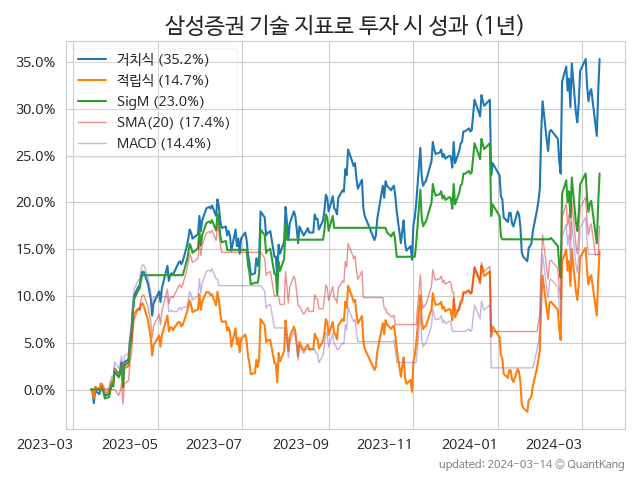 삼성증권 기술 지표로 투자 시 성과 (1년)
35.0%
30.0%
25.0%
20.0%
15.0%
10.0%
5.0%
0.0%
거치식 (35.2%)
적립식 (14.7%)
SigM (23.0%)
SMA(20) (17.4%)
MACD (14.4%)
2023-03 2023-05 2023-07 2023-09 2023-11 2024-01 2024-03
updated: 2024-03-14 © QuantKang